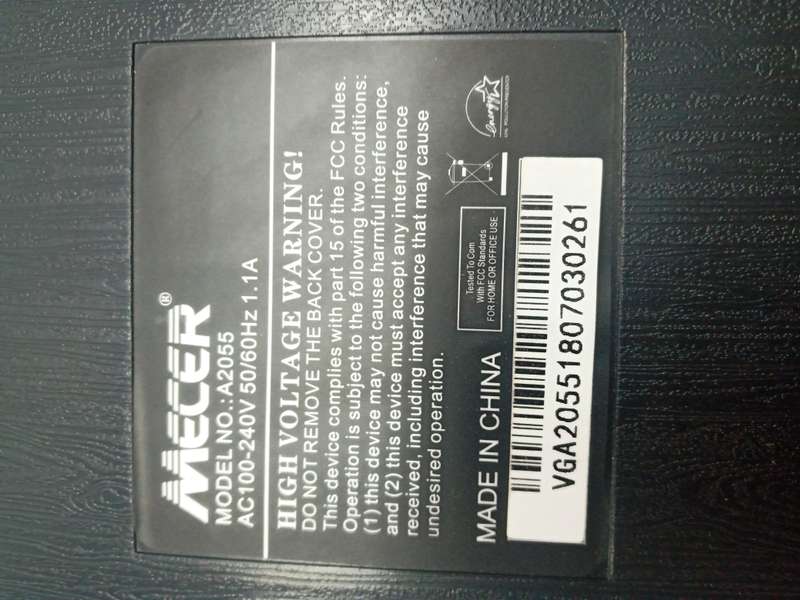 MECER®
MODEL NO.:A2055
AC100-240V 50/60Hz 1.1A
HIGH VOLTAGE WARNING!
DO NOT REMOVE THE BACK COVER.
This device complies with part 15 of the FCC Rules.
Operation is subject to the following two conditions:
(1) this device may not cause harmful interference,
and (2) this device must accept any interference
received, including interference that may cause
undesired operation.
MADE IN CHINA
Tested To Com
With FCC Standards
FOR HOME OR OFFICE USE
energy
EPA POLLUTION PREVENTER
VGA2055180703026１